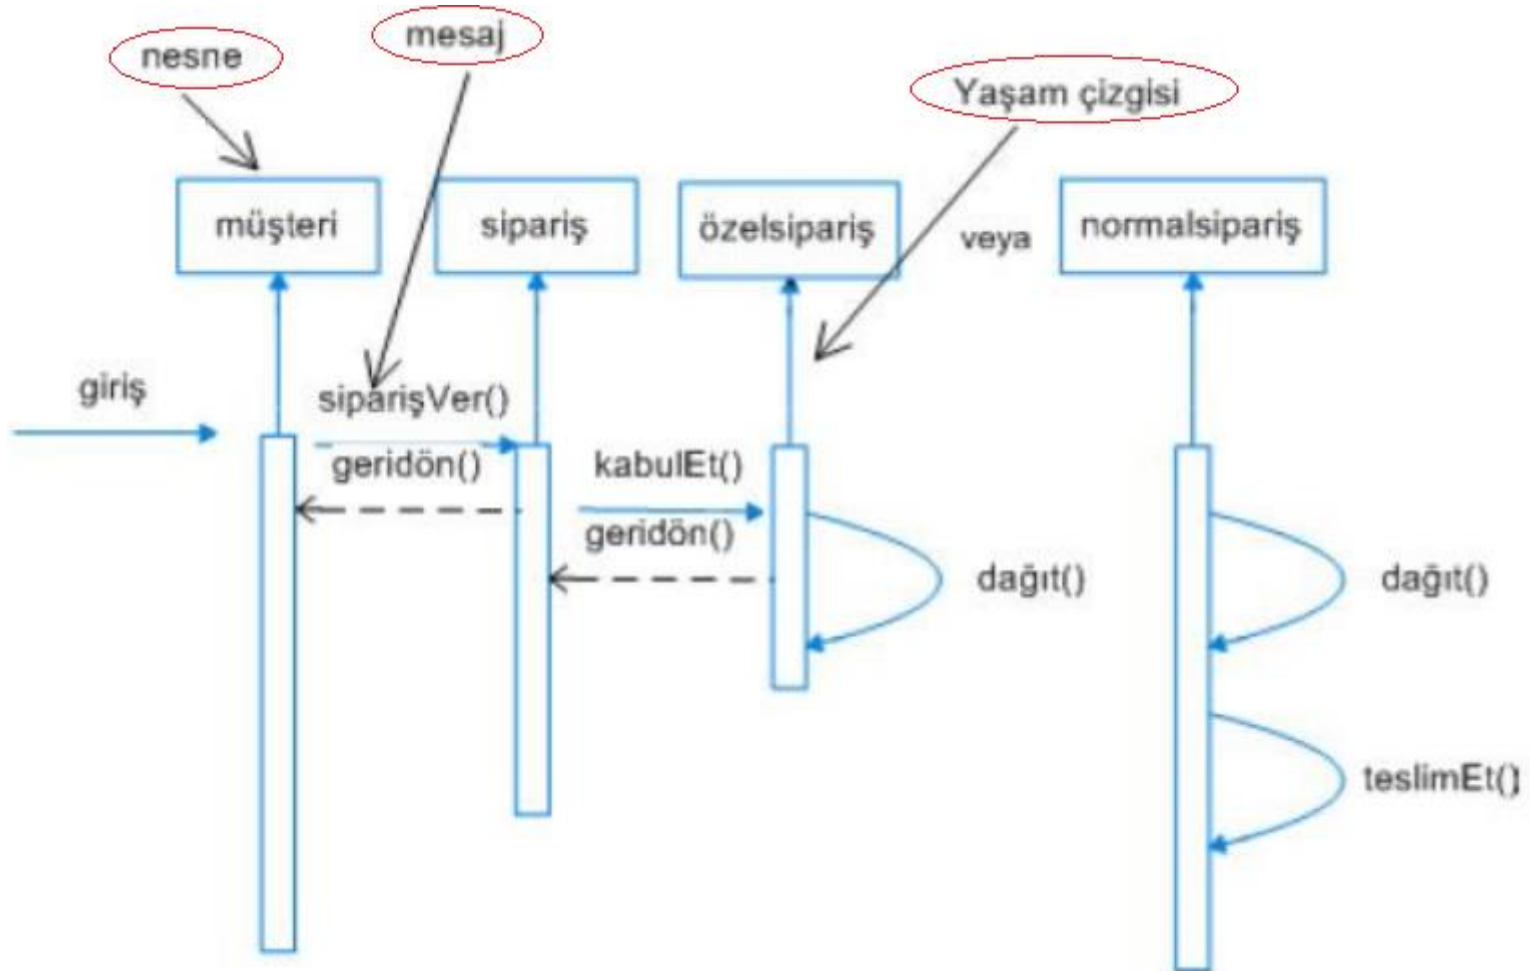 nesne
mesaj
Yaşam çizgisi
müşteri
sipariş
özelsipariş
veya
normalsipariş
giriş
siparişVer()
geridön()
kabulEt()
geridön()
dağıt()
dağıt()
teslimEt()